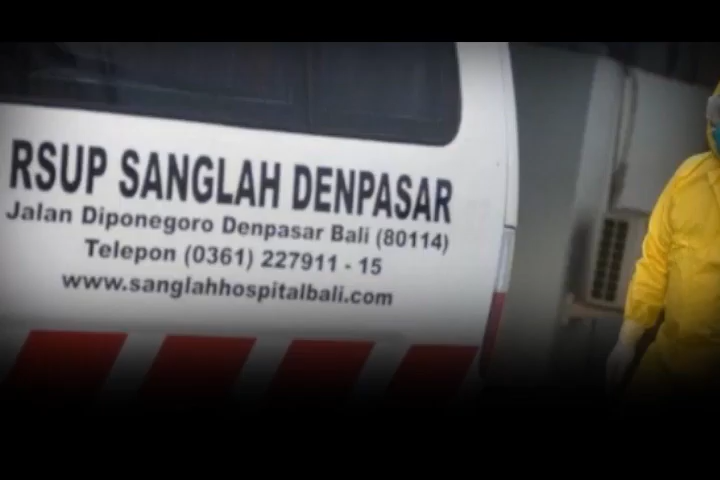 RSUP SANGLAH DENPASAR
Jalan Diponegoro Denpasar Bali (80114)
Telepon (0361) 227911 - 15
www.sanglahhospitalbali.com